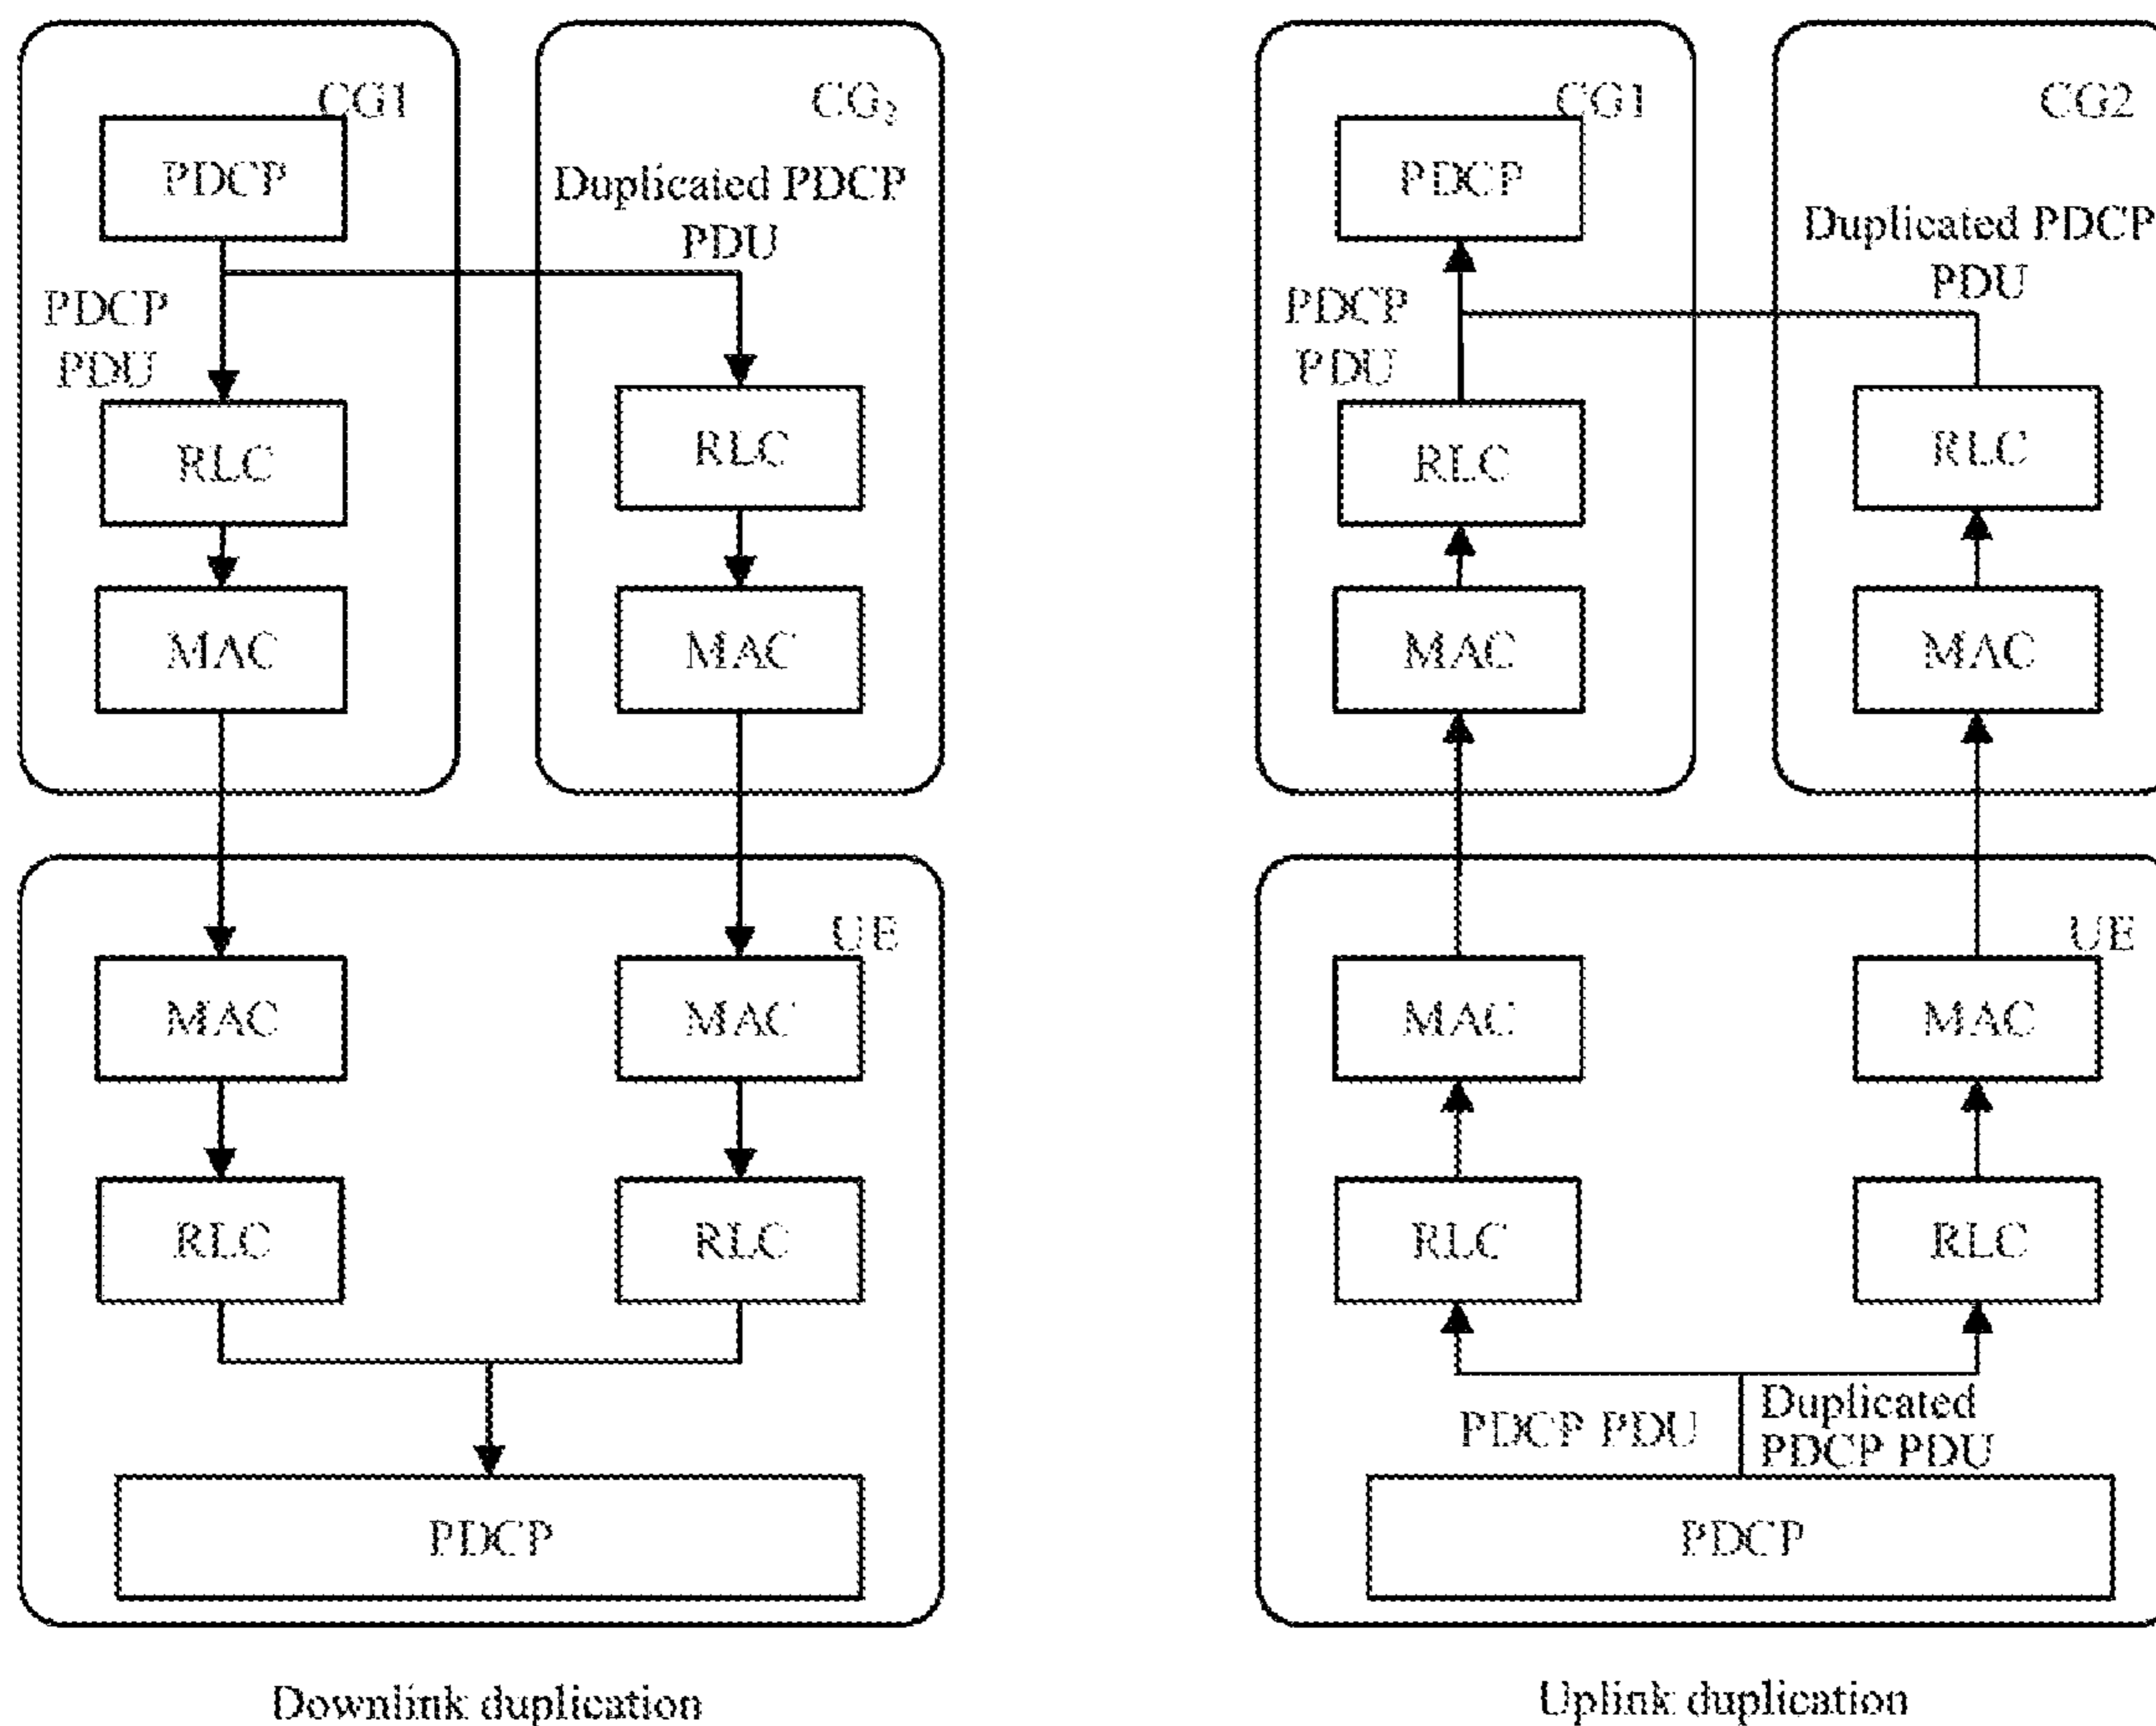 CG1
PDCP
PDCP
PDU
RLC
MAC
CG2
Duplicated PDCP
PDU
RLC
MAC
UE
MAC
MAC
RLC
RLC
PDCP
Downlink duplication
CG1
PDCP
PDCP
PDU
RLC
MAC
CG2
Duplicated PDCP
PDU
RLC
MAC
UE
MAC
MAC
RLC
RLC
PDCP PDU
Duplicated
PDCP PDU
PDCP
Uplink duplication